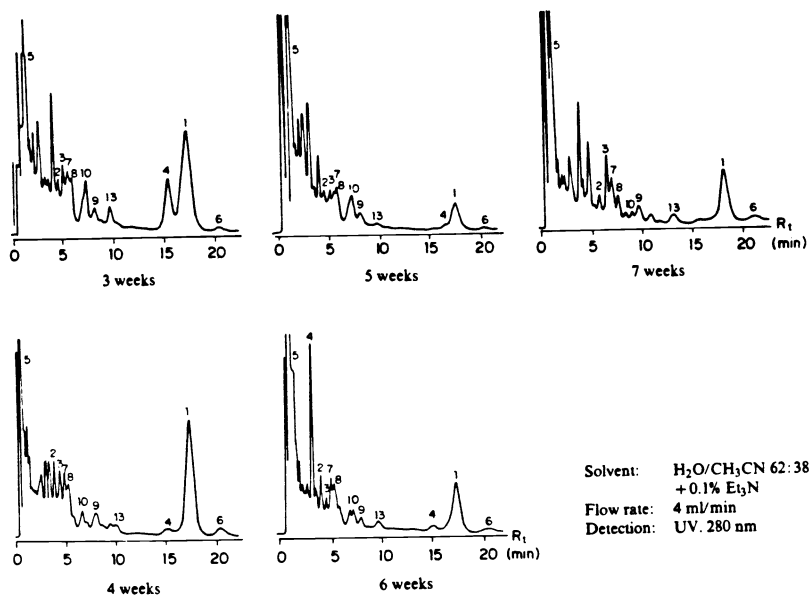 5
3 7
2
8
10
9
13
4
1
6
0 5 10 15 20
3 weeks
5
2 3 7
8
10
9
13
4
1
6
0 5 10 15 20
5 weeks
5
2
3
7
8
10
9
13
1
6
Rt
0 5 10 15 20 (min)
7 weeks
5
2
3 7
8
10
9
13
4
1
6
0 5 10 15 20
4 weeks
5
4
2 7
3
8
10
9
13
4
1
6
Rt
0 5 10 15 20 (min)
6 weeks
Solvent: H₂O/CH₃CN 62:38
+0.1% Et₃N
Flow rate: 4 ml/min
Detection: UV. 280 nm